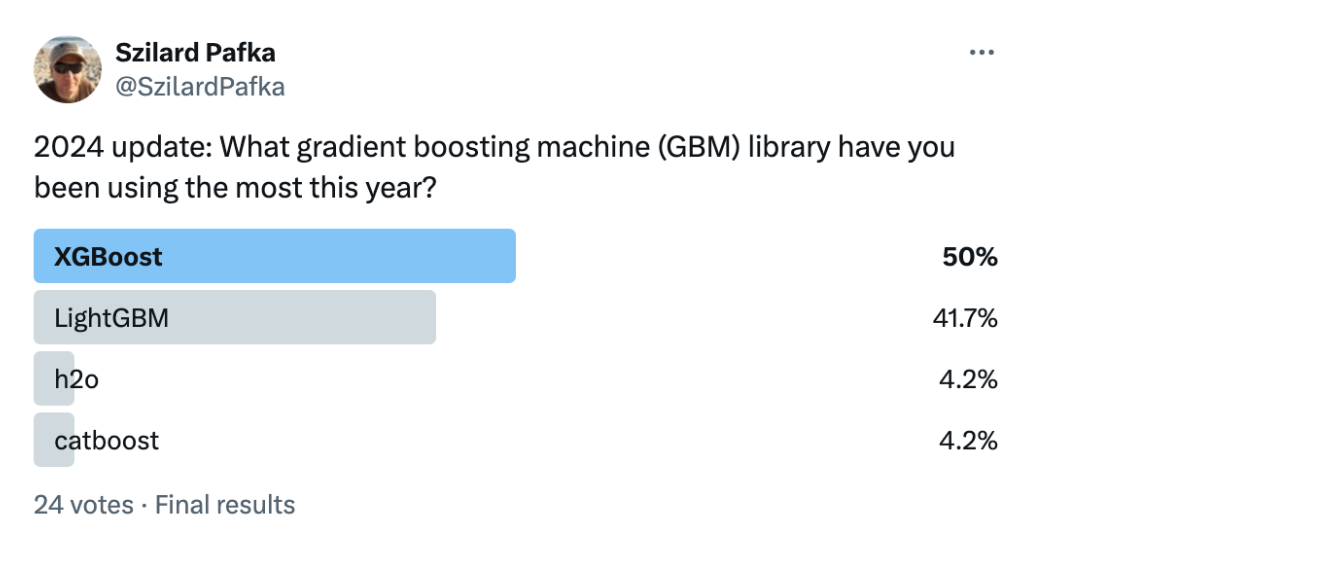 Szilard Pafka
@SzilardPafka
2024 update: What gradient boosting machine (GBM) library have you
been using the most this year?
XGBoost 50%
LightGBM 41.7%
h2o 4.2%
catboost 4.2%
24 votes · Final results